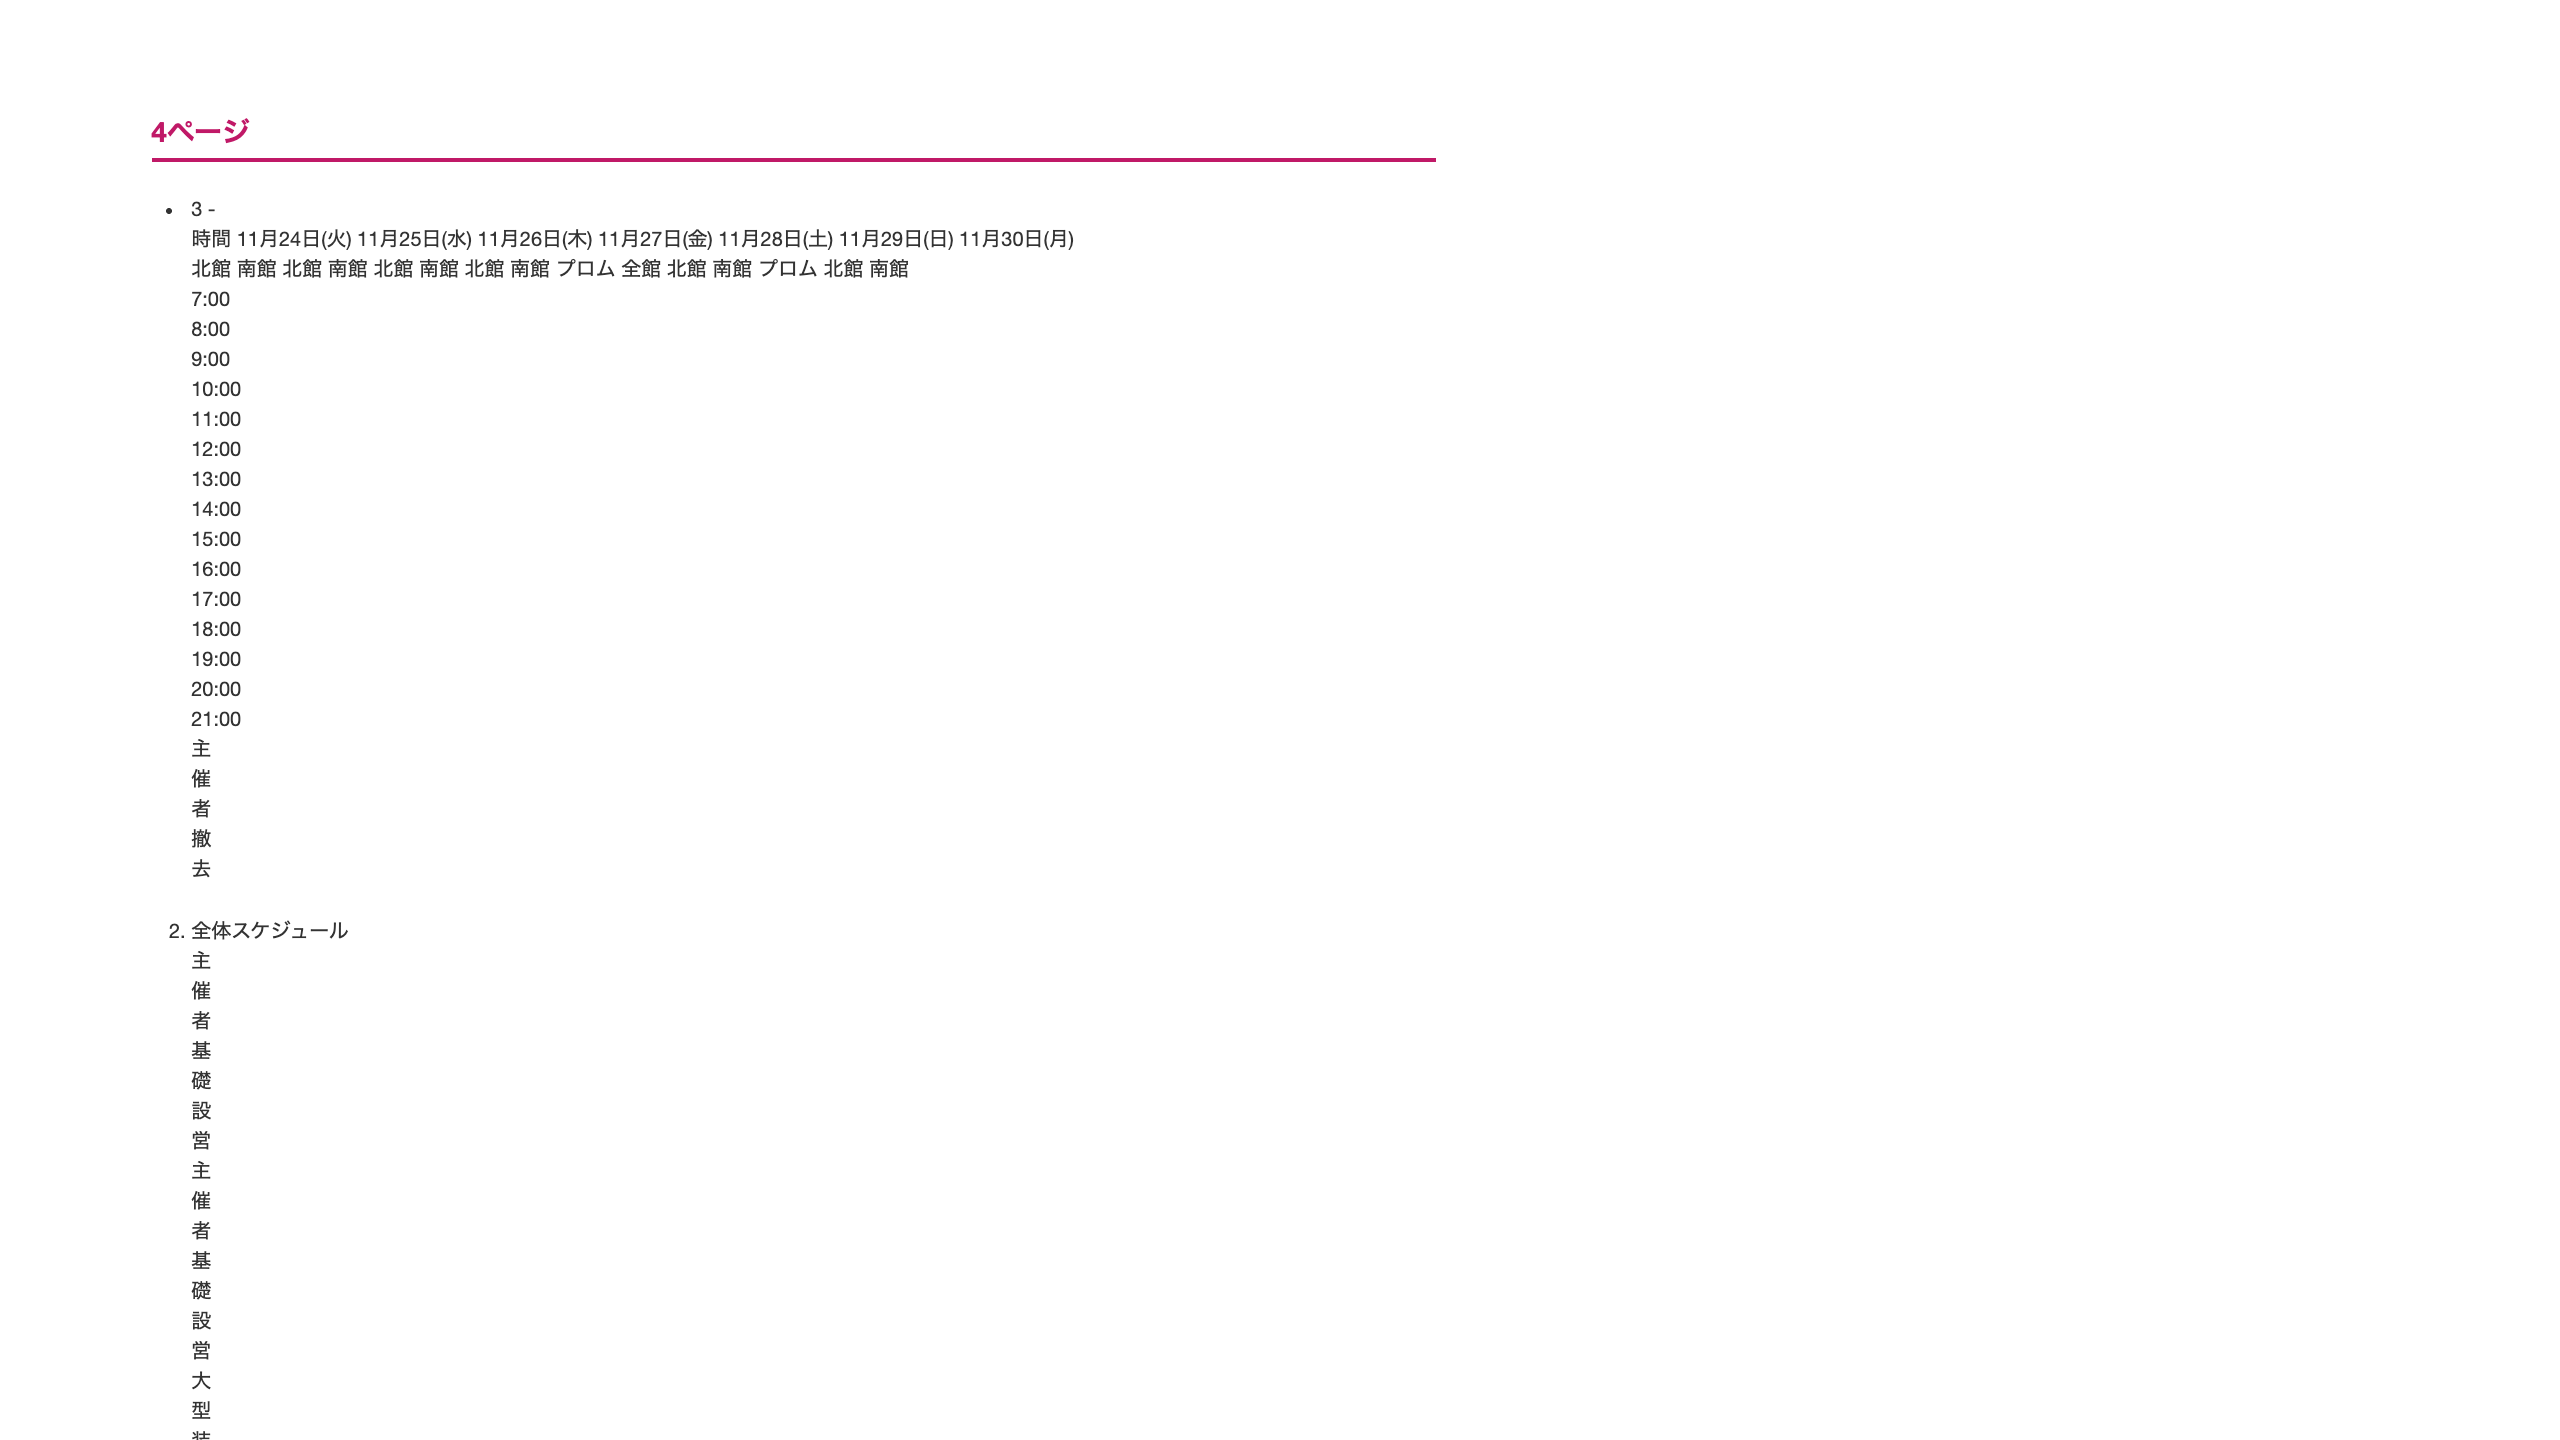 4ページ
3 -
時間 11月24日(火) 11月25日(水) 11月26日(木) 11月27日(金) 11月28日(土) 11月29日(日) 11月30日(月)
北館 南館 北館 南館 北館 南館 北館 南館 プロム 全館 北館 南館 プロム 北館 南館
7:00
8:00
9:00
10:00
11:00
12:00
13:00
14:00
15:00
16:00
17:00
18:00
19:00
20:00
21:00
主
催
者
撤
去
2. 全体スケジュール
主
催
者
基
礎
設
営
主
催
者
基
礎
設
営
大
型